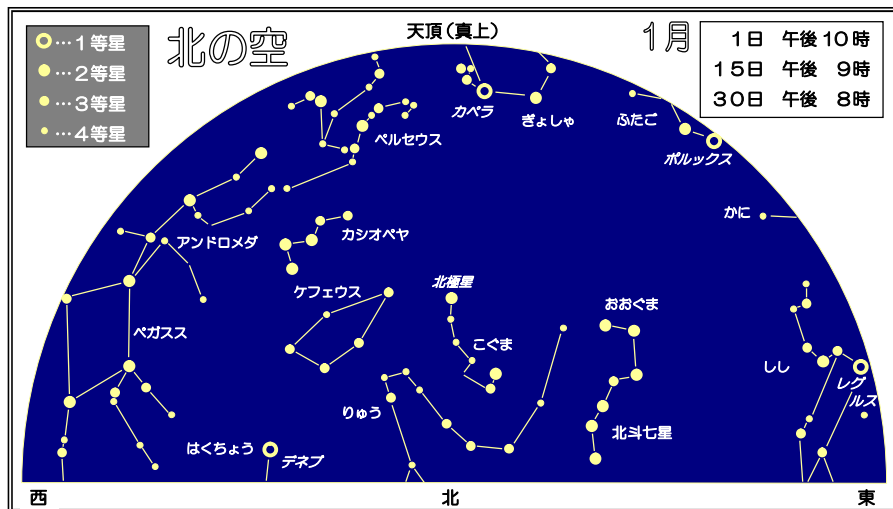 天頂(真上)
北の空
1月
…1等星
…2等星
…3等星
…4等星
1日 午後10時
15日 午後 9時
30日 午後 8時
カペラ
ぎょしゃ
ふたご
ポルックス
ペルセウス
かに
アンドロメダ
カシオペヤ
ケフェウス
北極星
おおぐま
ペガスス
こぐま
しし
レグ
ルス
りゅう
北斗七星
はくちょう
デネブ
西
北
東